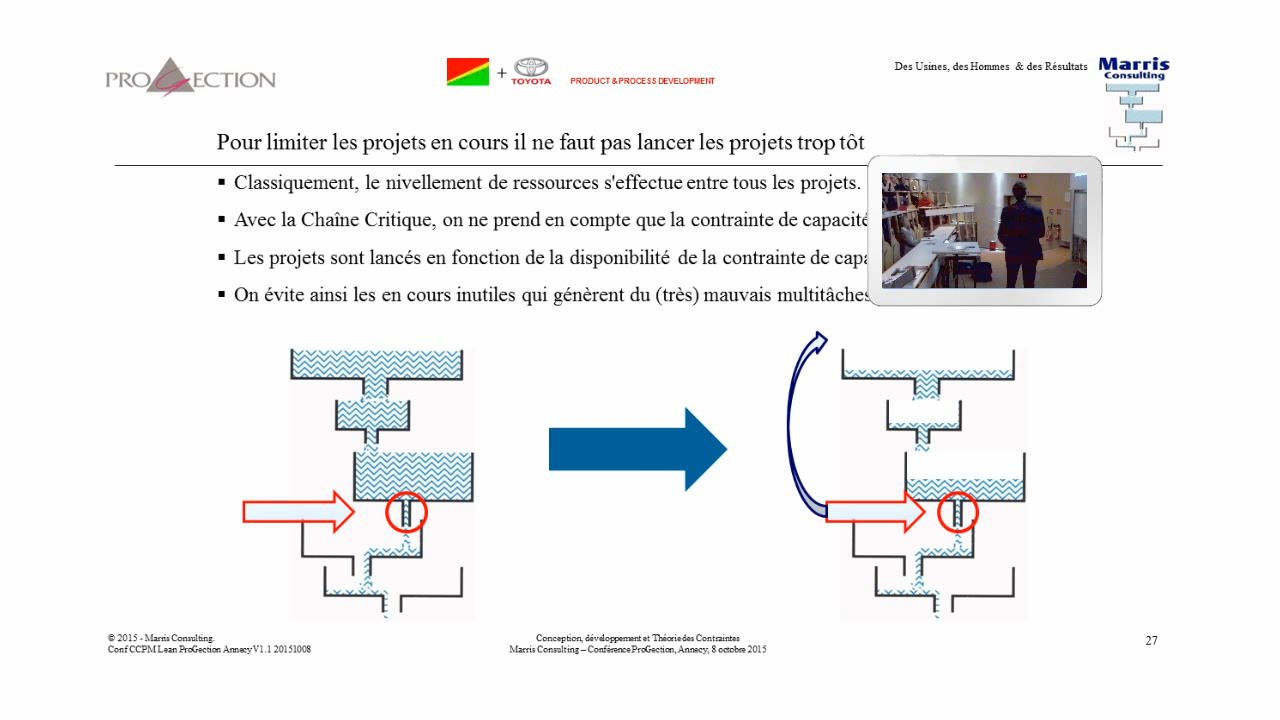 PROGECTION
+
TOYOTA
PRODUCT & PROCESS DEVELOPMENT
Des Usines, des Hommes & des Résultats
Marris
Consulting
Pour limiter les projets en cours il ne faut pas lancer les projets trop tôt
▪ Classiquement, le nivellement de ressources s'effectue entre tous les projets.
▪ Avec la Chaîne Critique, on ne prend en compte que la contrainte de capacité
▪ Les projets sont lancés en fonction de la disponibilité de la contrainte de
▪ On évite ainsi les en cours inutiles qui génèrent du (très) mauvais multitâches
© 2015 - Marris Consulting.
Conf CCPM Lean ProGection Annecy V1.1 20151008
Conception, développement et Théorie des Contraintes
Marris Consulting – Conférence ProGection, Annecy, 8 octobre 2015
27